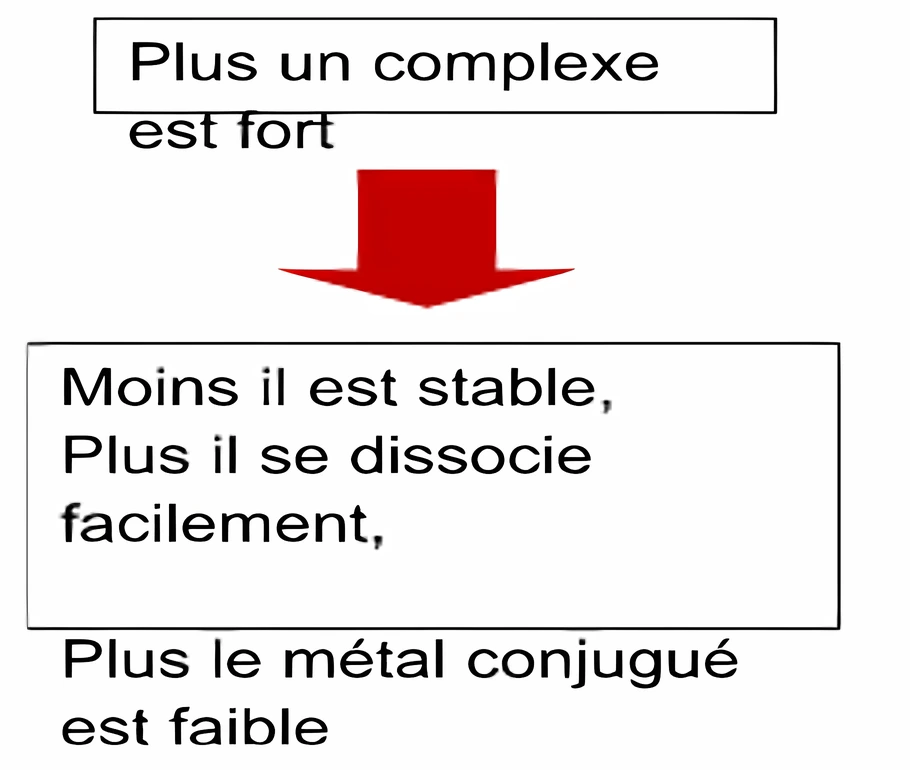 Plus un complexe
est fort
Moins il est stable,
Plus il se dissocie
facilement,
Plus le métal conjugué
est faible